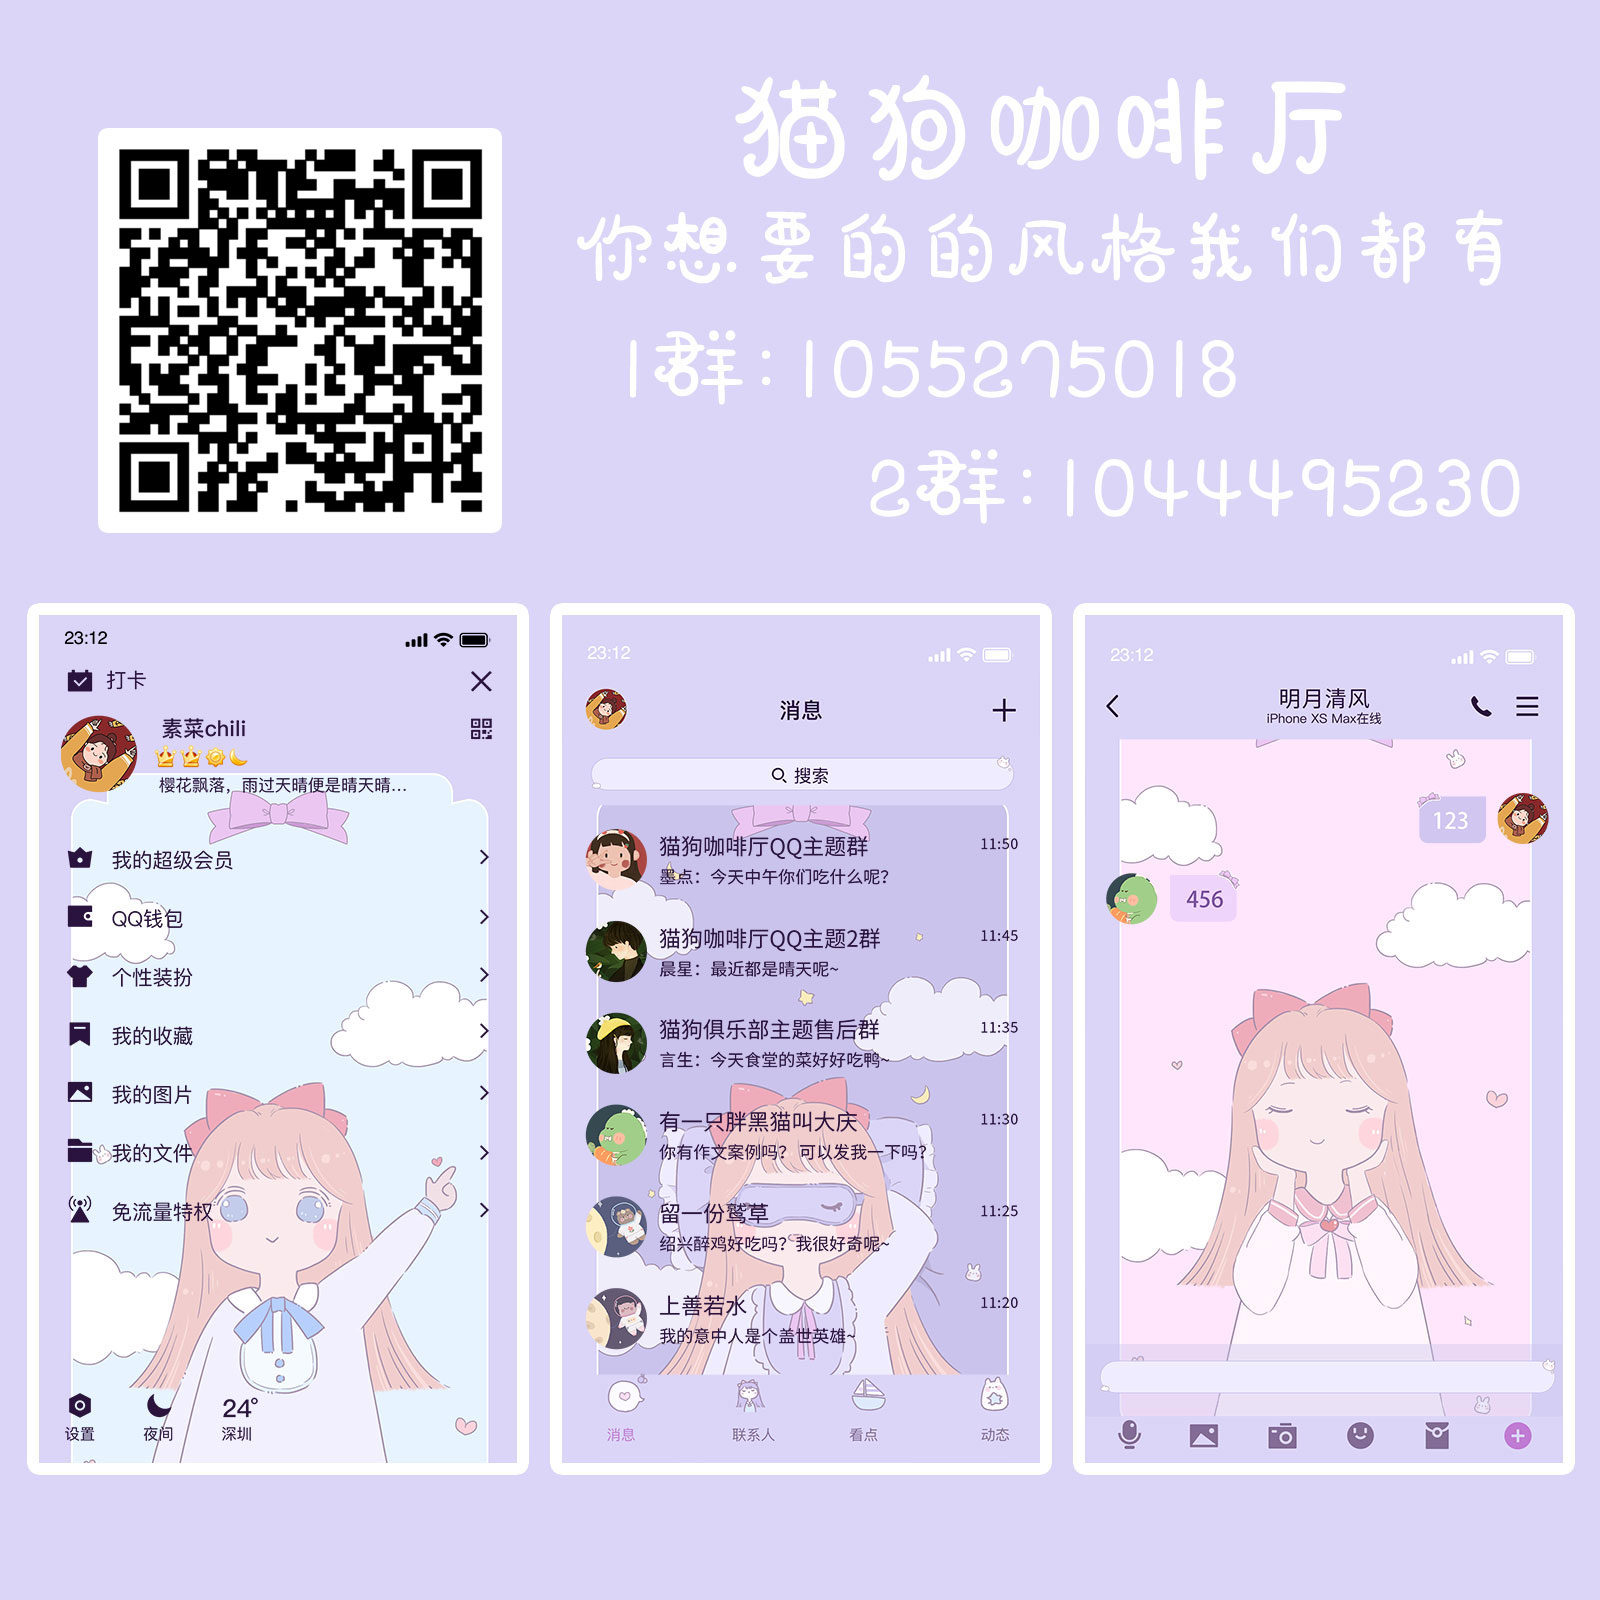 猫狗咖啡厅
你想要的的风格我们都有
1群:1055275018
2群:1044495230
23:12
打卡
素菜chili
樱花飘落，雨过天晴便是晴天晴...
我的超级会员
QQ钱包
个性装扮
我的收藏
我的图片
我的文件
免流量特权
24°
设置 夜间 深圳
23:12
消息
搜索
猫狗咖啡厅QQ主题群 11:50
墨点：今天中午你们吃什么呢？
猫狗咖啡厅QQ主题2群 11:45
晨星：最近都是晴天呢~
猫狗俱乐部主题售后群 11:35
言生：今天食堂的菜好好吃鸭~
有一只胖黑猫叫大庆 11:30
你有作文案例吗？ 可以发我一下吗？
留一份鸳草 11:25
绍兴醉鸡好吃吗？我很好奇呢~
上善若水 11:20
我的意中人是个盖世英雄~
消息 联系人 看点 动态
23:12
明月清风
iPhone XS Max在线
123
456